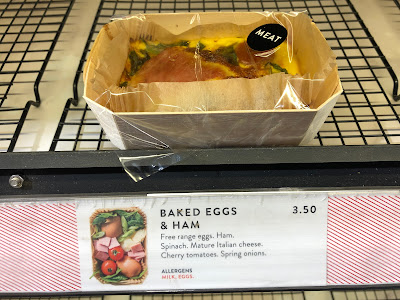 MEAT
BAKED EGGS 3.50
& HAM
Free range eggs. Ham.
Spinach. Mature Italian cheese.
Cherry tomatoes. Spring onions.
ALLERGENS
MILK, EGGS.